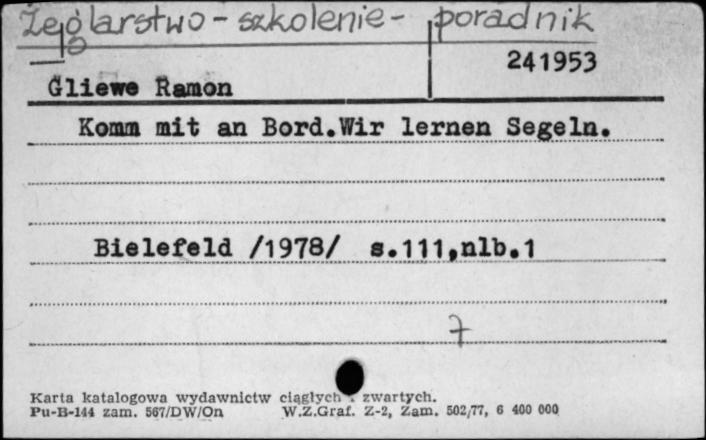 Żeglarstwo - szkolenie - poradnik
241953
Gliewe Ramon
Komm mit an Bord.Wir lernen Segeln.
Bielefeld /1978/ s.111,nlb.1
7
Karta katalogowa wydawnictw ciągłych i zwartych.
Pu-B-144 zam. 567/DW/On W.Z.Graf. Z-2, Zam. 502/77, 6 400 000